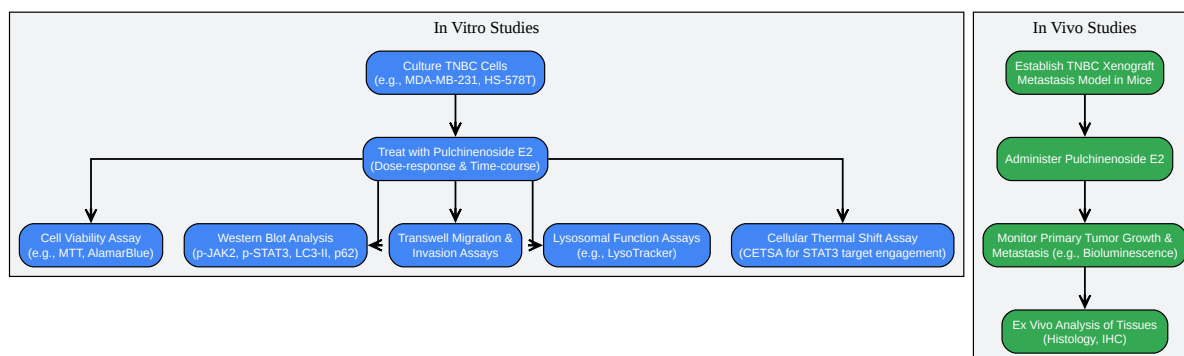 In Vitro Studies
Culture TNBC Cells
(e.g., MDA-MB-231, HS-578T)
Treat with Pulchinenoside E2
(Dose-response & Time-course)
Cell Viability Assay
(e.g., MTT, AlamarBlue)
Western Blot Analysis
(p-JAK2, p-STAT3, LC3-II, p62)
Transwell Migration &
Invasion Assays
Lysosomal Function Assays
(e.g., LysoTracker)
Cellular Thermal Shift Assay
(CETSA for STAT3 target engagement)
In Vivo Studies
Establish TNBC Xenograft
Metastasis Model in Mice
Administer Pulchinenoside E2
Monitor Primary Tumor Growth &
Metastasis (e.g., Bioluminescence)
Ex Vivo Analysis of Tissues
(Histology, IHC)